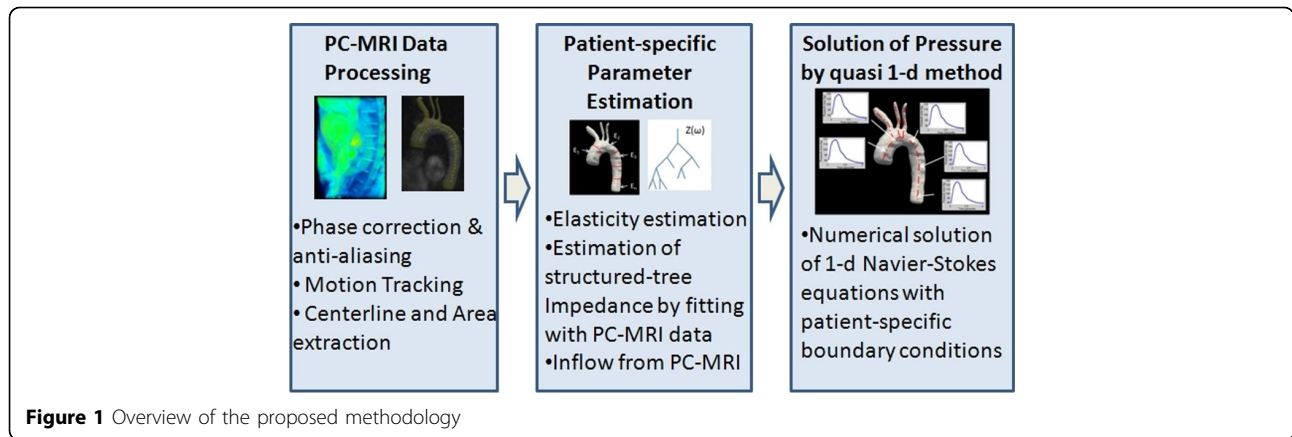 PC-MRI Data
Processing
•Phase correction &
anti-aliasing
• Motion Tracking
• Centerline and Area
extraction
Patient-specific
Parameter
Estimation
Z(ω)
•Elasticity estimation
•Estimation of
structured-tree
Impedance by fitting
with PC-MRI data
•Inflow from PC-MRI
Solution of Pressure
by quasi 1-d method
•Numerical solution
of 1-d Navier-Stokes
equations with
patient-specific
boundary conditions
Figure 1 Overview of the proposed methodology